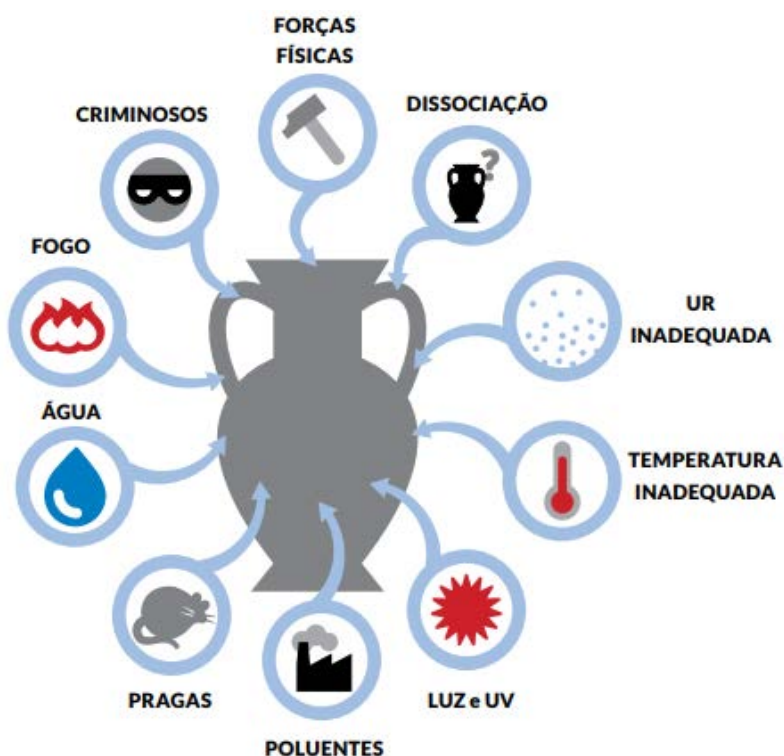 FORÇAS
FÍSICAS
DISSOCIAÇÃO
CRIMINOSOS
?
FOGO
UR
INADEQUADA
ÁGUA
TEMPERATURA
INADEQUADA
PRAGAS
LUZ e UV
POLUENTES